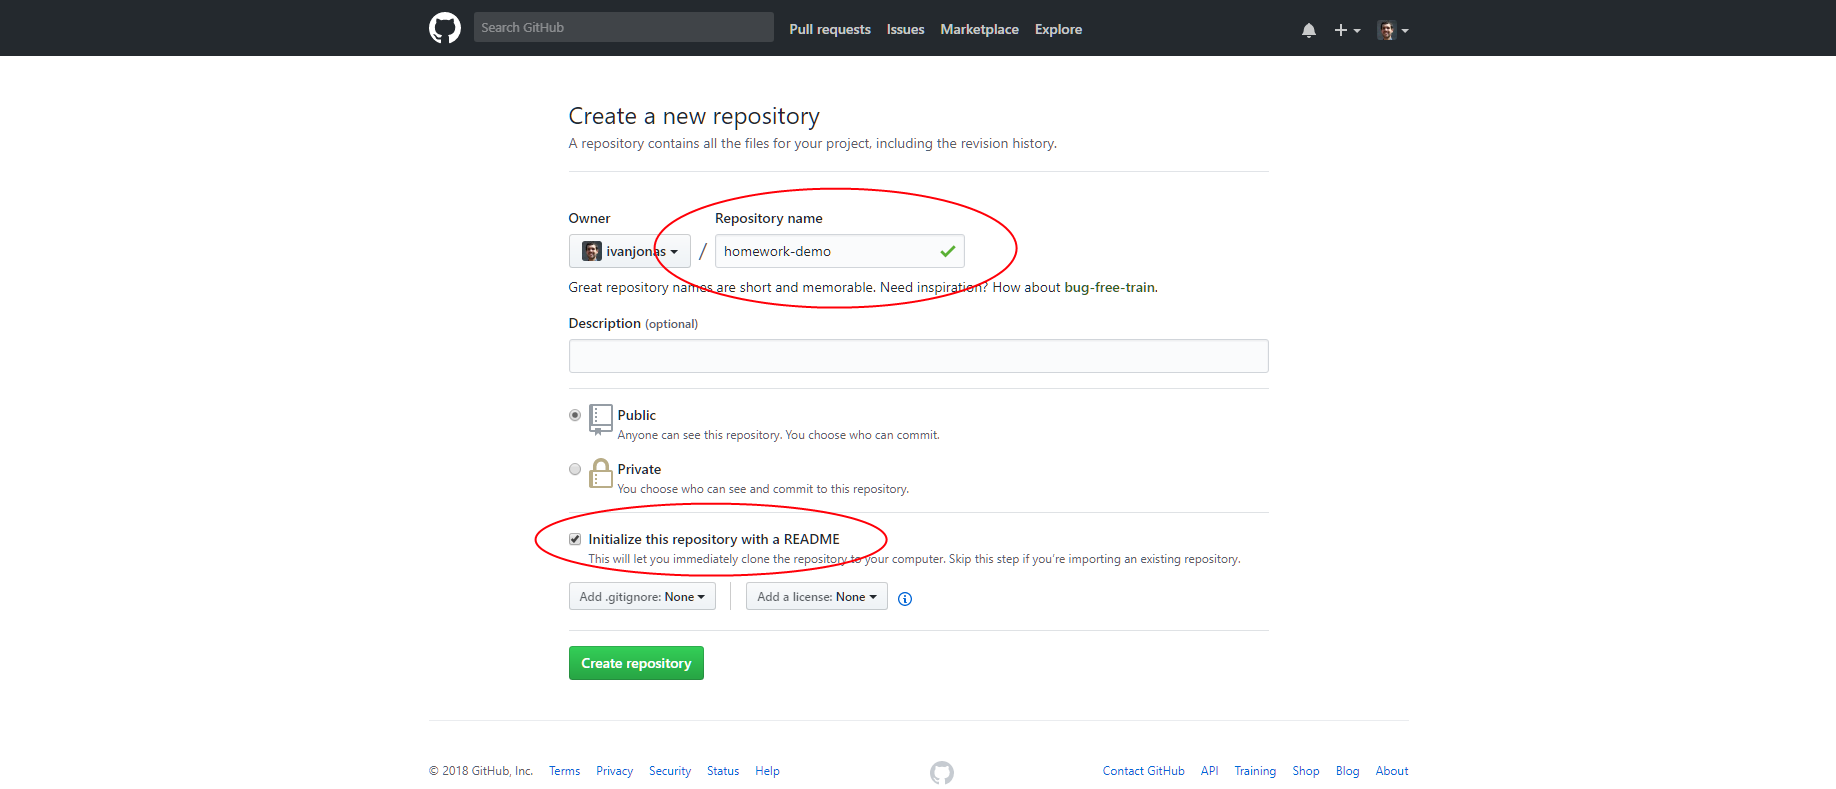 Search GitHub Pull requests Issues Marketplace Explore
Create a new repository
A repository contains all the files for your project, including the revision history.
Owner Repository name
ivanjonas / homework-demo
Great repository names are short and memorable. Need inspiration? How about bug-free-train.
Description (optional)
Public
Anyone can see this repository. You choose who can commit.
Private
You choose who can see and commit to this repository.
Initialize this repository with a README
This will let you immediately clone the repository to your computer. Skip this step if you’re importing an existing repository.
Add .gitignore: None Add a license: None
Create repository
© 2018 GitHub, Inc. Terms Privacy Security Status Help Contact GitHub API Training Shop Blog About